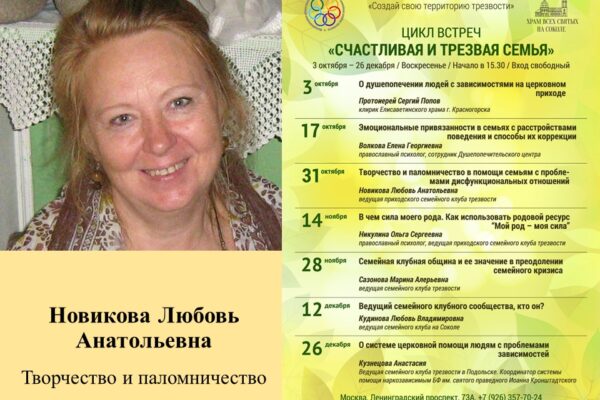 Новикова Любовь
Анатольевна
Творчество и паломничество
«Создай свою территорию трезвости»
ХРАМ ВСЕХ СВЯТЫХ
НА СОКОЛЕ
ЦИКЛ ВСТРЕЧ
«СЧАСТЛИВАЯ И ТРЕЗВАЯ СЕМЬЯ»
3 октября – 26 декабря / Воскресенье / Начало в 15.30 / Вход свободный
3 октября
О душепопечении людей с зависимостями на церковном
приходе
Протоиерей Сергий Попов
клирик Елисаветинского храма г. Красногорска
17 октября
Эмоциональные привязанности в семьях с расстройствами
поведения и способы их коррекции
Волкова Елена Георгиевна
православный психолог, сотрудник Душепопечительского центра
31 октября
Творчество и паломничество в помощи семьям с пробле-
мами дисфункциональных отношений
Новикова Любовь Анатольевна
ведущая приходского семейного клуба трезвости
14 ноября
В чем сила моего рода. Как использовать родовой ресурс
"Мой род – моя сила"
Никулина Ольга Сергеевна
православный психолог, ведущая приходского семейного клуба трезвости
28 ноября
Семейная клубная община и ее значение в преодолении
семейного кризиса
Сазонова Марина Алерьевна
ведущая семейного клуба трезвости
12 декабря
Ведущий семейного клубного сообщества, кто он?
Кудинова Любовь Владимировна
ведущая семейного клуба на Соколе
26 декабря
О системе церковной помощи людям с проблемами
зависимостей
Кузнецова Анастасия
Ведущая семейного клуба трезвости в Подольске. Координатор системы
помощи наркозависимым БФ им. святого праведного Иоанна Кронштадтского
Москва, Ленинградский проспект, 73А, +7 (926) 357-70-24